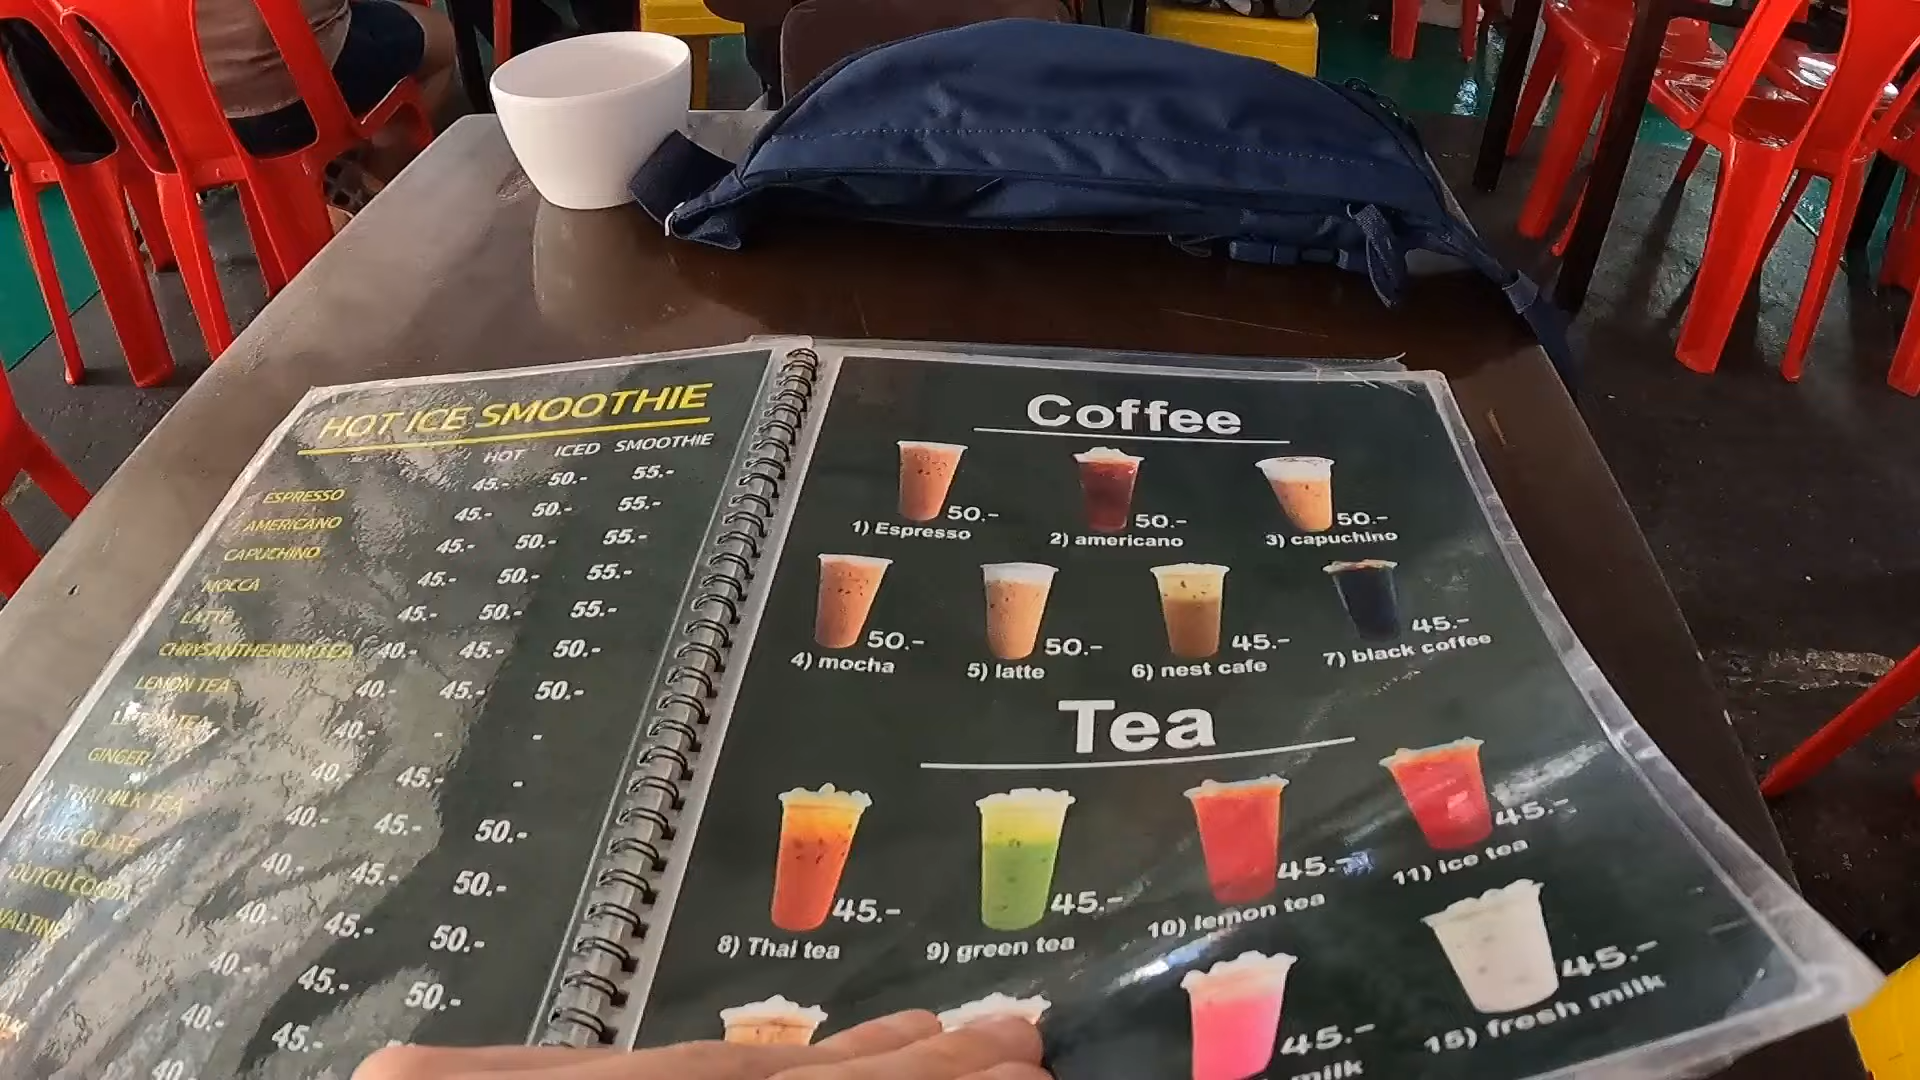 HOT ICE SMOOTHIE
HOT ICED SMOOTHIE
ESPRESSO 45.- 50.- 55.-
AMERICANO 45.- 50.- 55.-
CAPUCHINO 45.- 50.- 55.-
MOCCA 45.- 50.- 55.-
LATTE 45.- 50.- 55.-
CHRYSANTHEMUM TEA 40.- 45.- 50.-
LEMON TEA 40.- 45.- 50.-
LIPTON TEA 40.- - -
GINGER 40.- 45.- -
THAI MILK TEA 40.- 45.- 50.-
CHOCOLATE 40.- 45.- 50.-
DUTCH COCOA 40.- 45.- 50.-
40.- 45.- 50.-
40.- 45.-
40
Coffee
50.- 50.- 50.-
1) Espresso 2) americano 3) capuchino
50.- 50.- 45.- 45.-
4) mocha 5) latte 6) nest cafe 7) black coffee
Tea
45.- 45.- 45.- 45.-
8) Thai tea 9) green tea 10) lemon tea 11) ice tea
45.- 45.-
milk 15) fresh milk